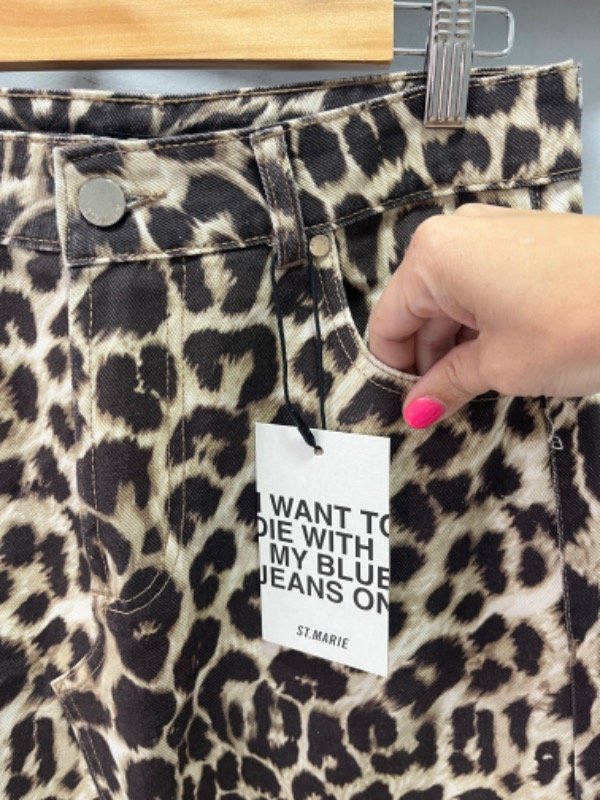 I WANT TO
DIE WITH
MY BLUE
JEANS ON
ST.MARIE